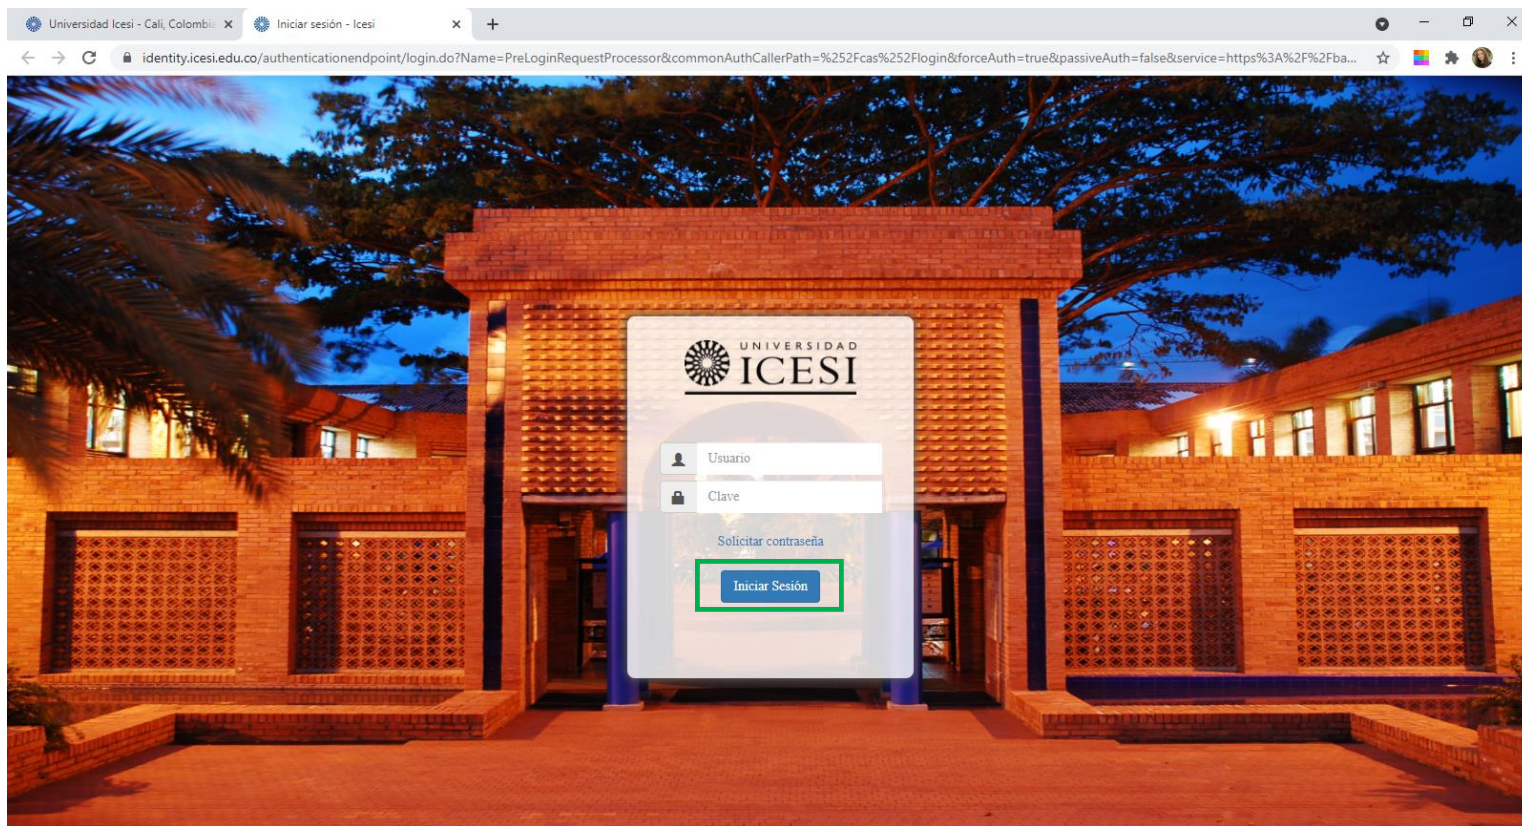 Universidad Icesi - Cali, Colombia
Iniciar sesión - Icesi
identity.icesi.edu.co/authenticationendpoint/login.do?Name=PreLoginRequestProcessor&commonAuthCallerPath=%252Fcas%252Flogin&forceAuth=true&passiveAuth=false&service=https%3A%2F%2Fba...
UNIVERSIDAD
ICESI
Usuario
Clave
Solicitar contraseña
Iniciar Sesión